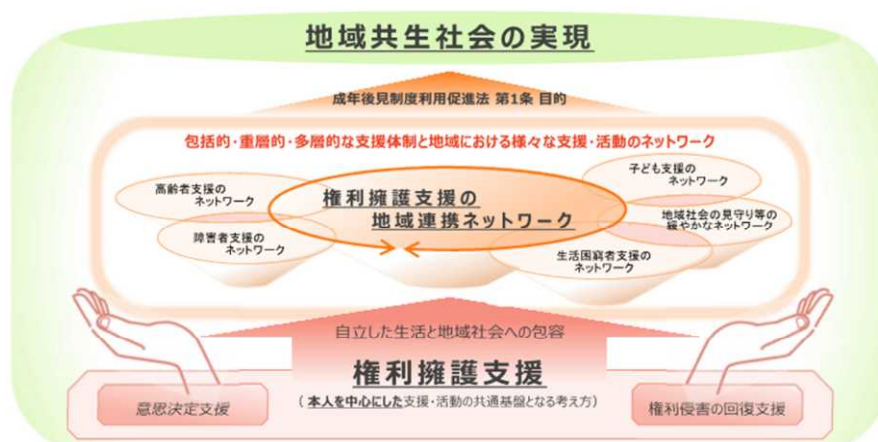 地域共生社会の実現
成年後見制度利用促進法 第1条 目的
包括的・重層的・多層的な支援体制と地域における様々な支援・活動のネットワーク
高齢者支援の
ネットワーク
障害者支援の
ネットワーク
権利擁護支援の
地域連携ネットワーク
子ども支援の
ネットワーク
地域社会の見守り等の
緩やかなネットワーク
生活困窮者支援の
ネットワーク
自立した生活と地域社会への包容
権利擁護支援
（本人を中心にした支援・活動の共通基盤となる考え方）
意思決定支援
権利侵害の回復支援